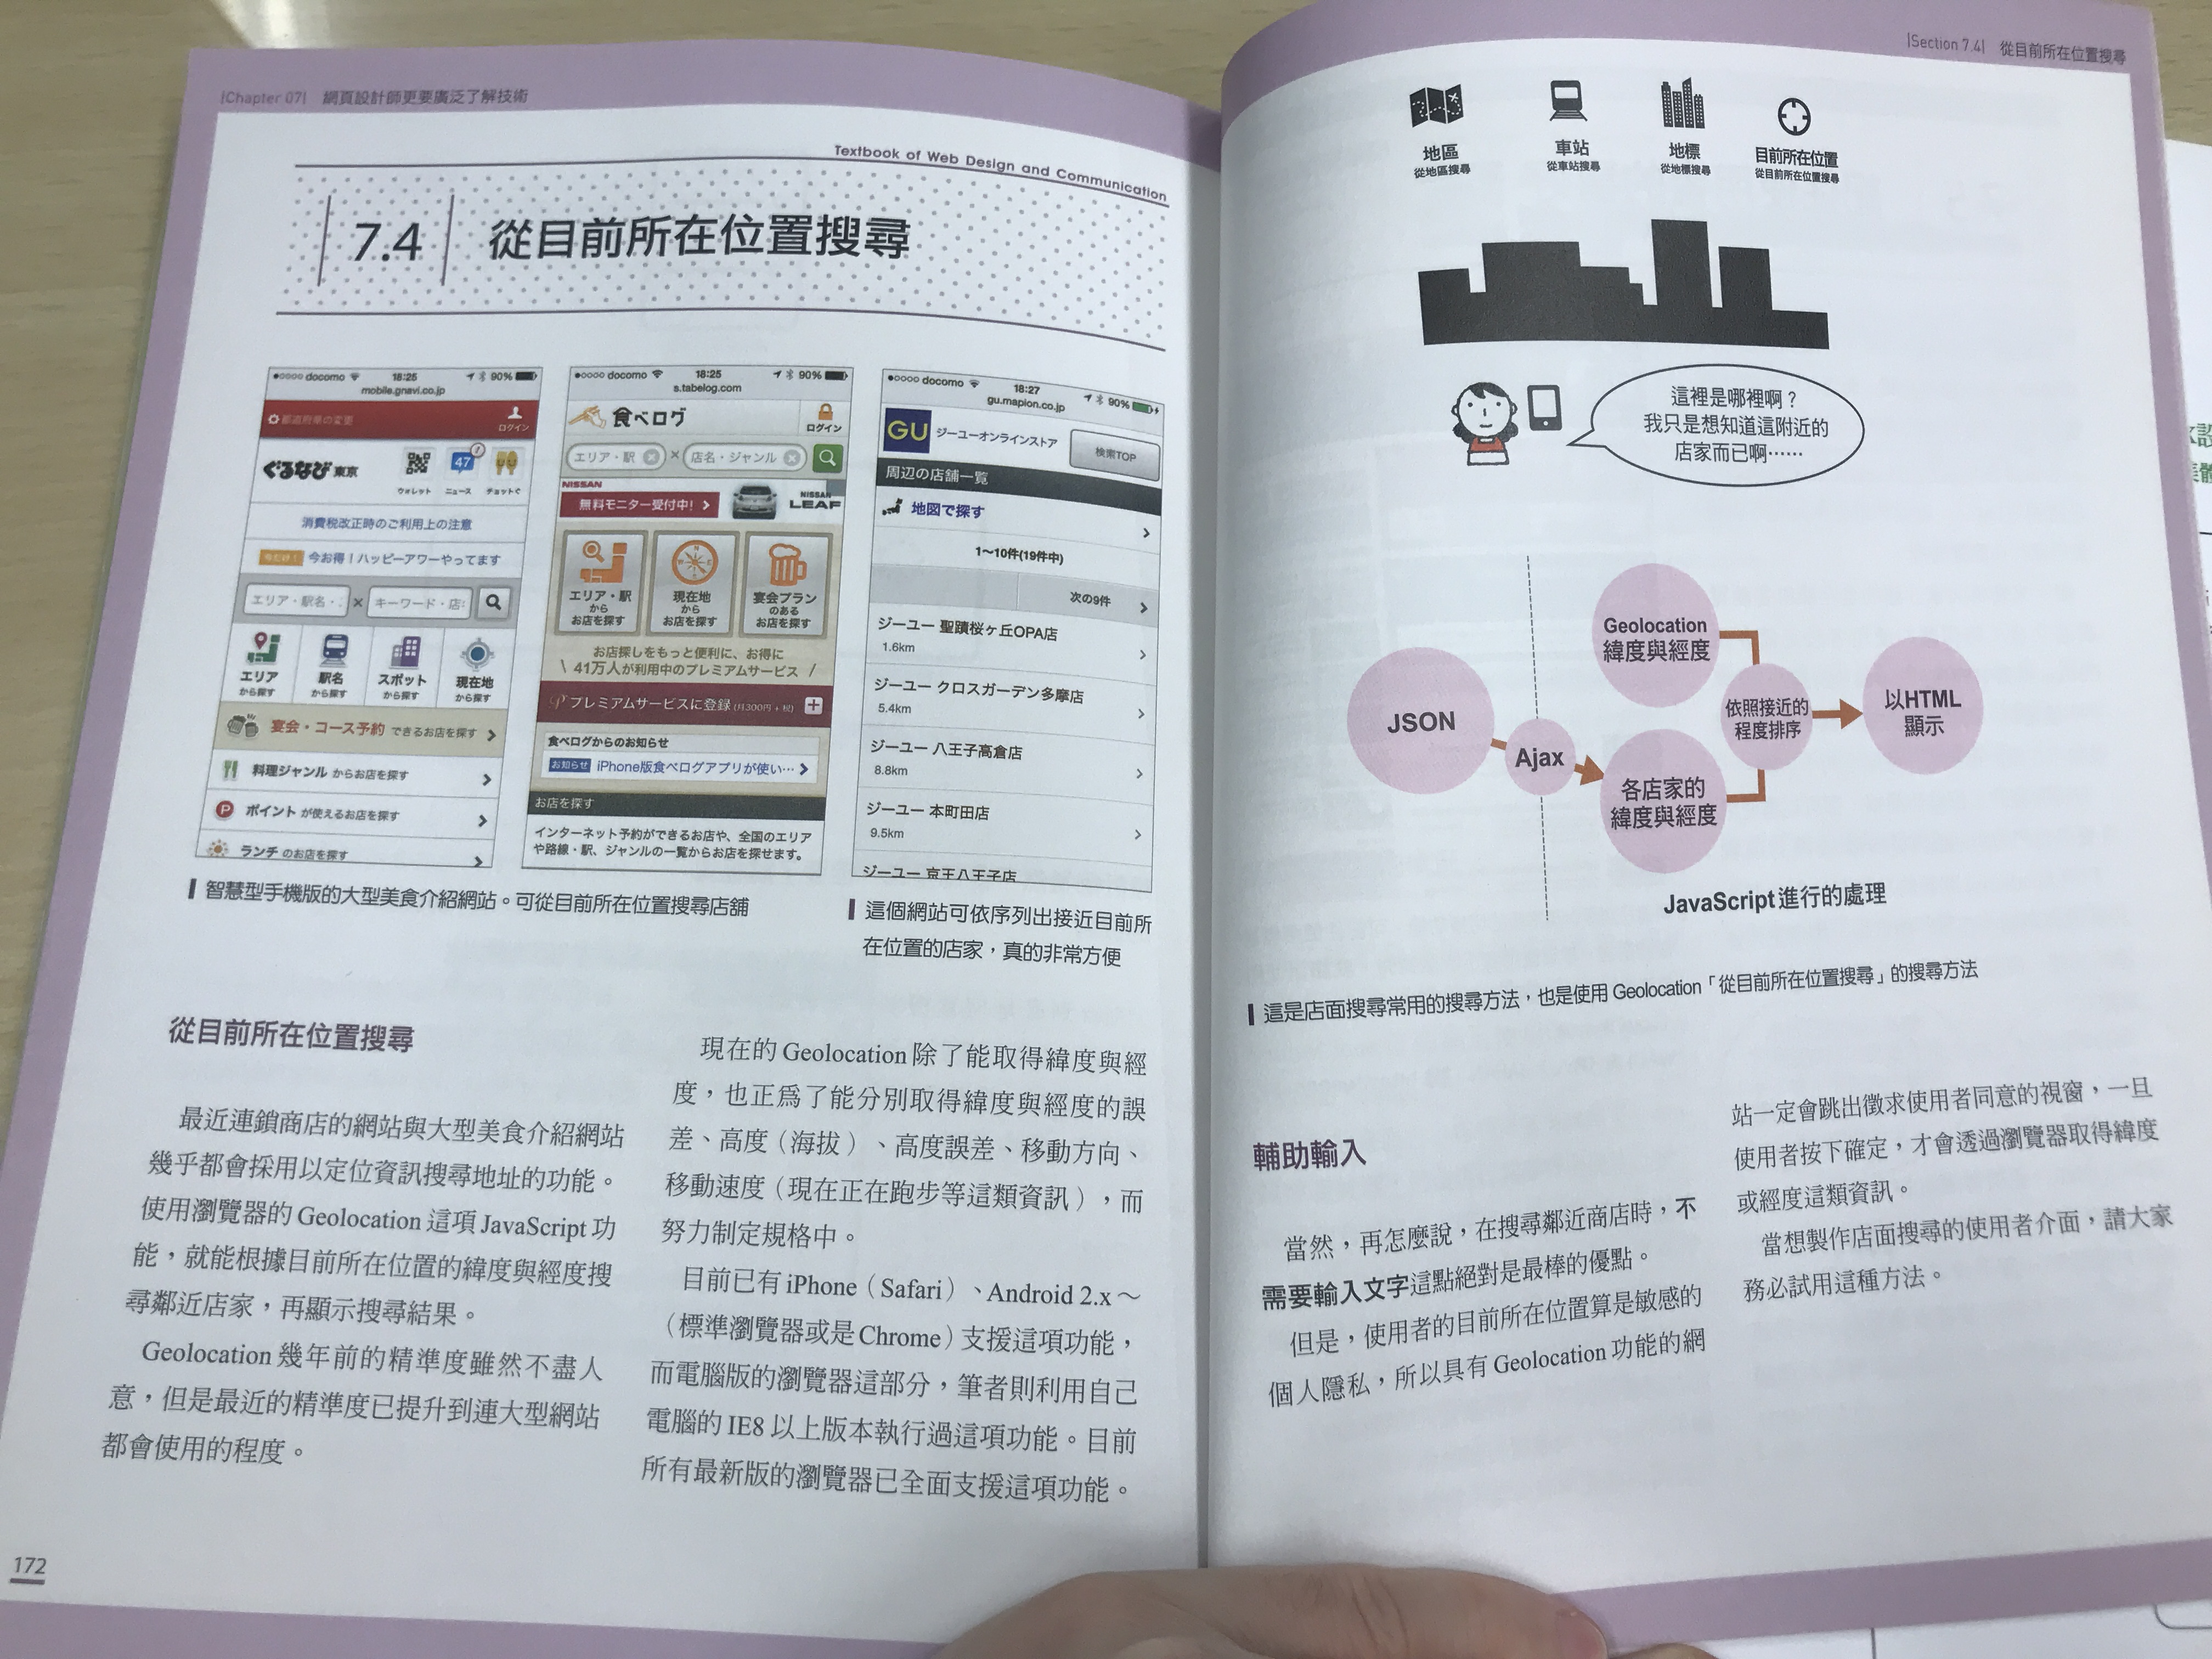 |Chapter 07| 網頁設計師更要廣泛了解技術
Textbook of Web Design and Communication
7.4 從目前所在位置搜尋
●○○○○ docomo 18:25 90%
mobile.gnavi.co.jp
都道府県の変更
ログイン
ぐるなび 東京
47
ウォレット ニュース チョットぐ
消費税改正時のご利用上の注意
今だけ! 今お得!ハッピーアワーやってます
エリア・駅名・ × キーワード・店
エリア から探す
駅名 から探す
スポット から探す
現在地 から探す
宴会・コース予約 できるお店を探す
料理ジャンル からお店を探す
P ポイント が使えるお店を探す
ランチ のお店を探す
●○○○○ docomo 18:25 90%
s.tabelog.com
食べログ
ログイン
エリア・駅 × 店名・ジャンル
NISSAN
無料モニター受付中!
NISSAN
LEAF
エリア・駅
から
お店を探す
現在地
から
お店を探す
宴会プラン
のある
お店を探す
お店探しをもっと便利に、お得に
\ 41万人が利用中のプレミアムサービス /
プレミアムサービスに登録 (月300円+税)
食べログからのお知らせ
お知らせ iPhone版食べログアプリが使い…
お店を探す
インターネット予約ができるお店や、全国のエリア
や路線・駅、ジャンルの一覧からお店を探せます。
●○○○○ docomo 18:27 90%
gu.mapion.co.jp
GU ジーユーオンラインストア
検索TOP
周辺の店舗一覧
地図で探す
1〜10件(19件中)
次の9件
ジーユー 聖蹟桜ヶ丘OPA店
1.6km
ジーユー クロスガーデン多摩店
5.4km
ジーユー 八王子高倉店
8.8km
ジーユー 本町田店
9.5km
ジーユー 京王八王子店
智慧型手機版的大型美食介紹網站。可從目前所在位置搜尋店舖
這個網站可依序列出接近目前所
在位置的店家,真的非常方便
從目前所在位置搜尋
最近連鎖商店的網站與大型美食介紹網站
幾乎都會採用以定位資訊搜尋地址的功能。
使用瀏覽器的 Geolocation 這項 JavaScript 功
能,就能根據目前所在位置的緯度與經度搜
尋鄰近店家,再顯示搜尋結果。
Geolocation 幾年前的精準度雖然不盡人
意,但是最近的精準度已提升到連大型網站
都會使用的程度。
現在的 Geolocation 除了能取得緯度與經
度,也正為了能分別取得緯度與經度的誤
差、高度(海拔)、高度誤差、移動方向、
移動速度(現在正在跑步等這類資訊),而
努力制定規格中。
目前已有 iPhone(Safari)、Android 2.x～
(標準瀏覽器或是 Chrome)支援這項功能,
而電腦版的瀏覽器這部分,筆者則利用自己
電腦的 IE8 以上版本執行過這項功能。目前
所有最新版的瀏覽器已全面支援這項功能。
172
|Section 7.4| 從目前所在位置搜尋
地區
從地區搜尋
車站
從車站搜尋
地標
從地標搜尋
目前所在位置
從目前所在位置搜尋
這裡是哪裡啊?
我只是想知道這附近的
店家而已啊……
JSON
Ajax
Geolocation
緯度與經度
各店家的
緯度與經度
依照接近的
程度排序
以HTML
顯示
JavaScript進行的處理
這是店面搜尋常用的搜尋方法,也是使用 Geolocation「從目前所在位置搜尋」的搜尋方法
輔助輸入
當然,再怎麼說,在搜尋鄰近商店時,不
需要輸入文字這點絕對是最棒的優點。
但是,使用者的目前所在位置算是敏感的
個人隱私,所以具有 Geolocation 功能的網
站一定會跳出徵求使用者同意的視窗,一旦
使用者按下確定,才會透過瀏覽器取得緯度
或經度這類資訊。
當想製作店面搜尋的使用者介面,請大家
務必試用這種方法。